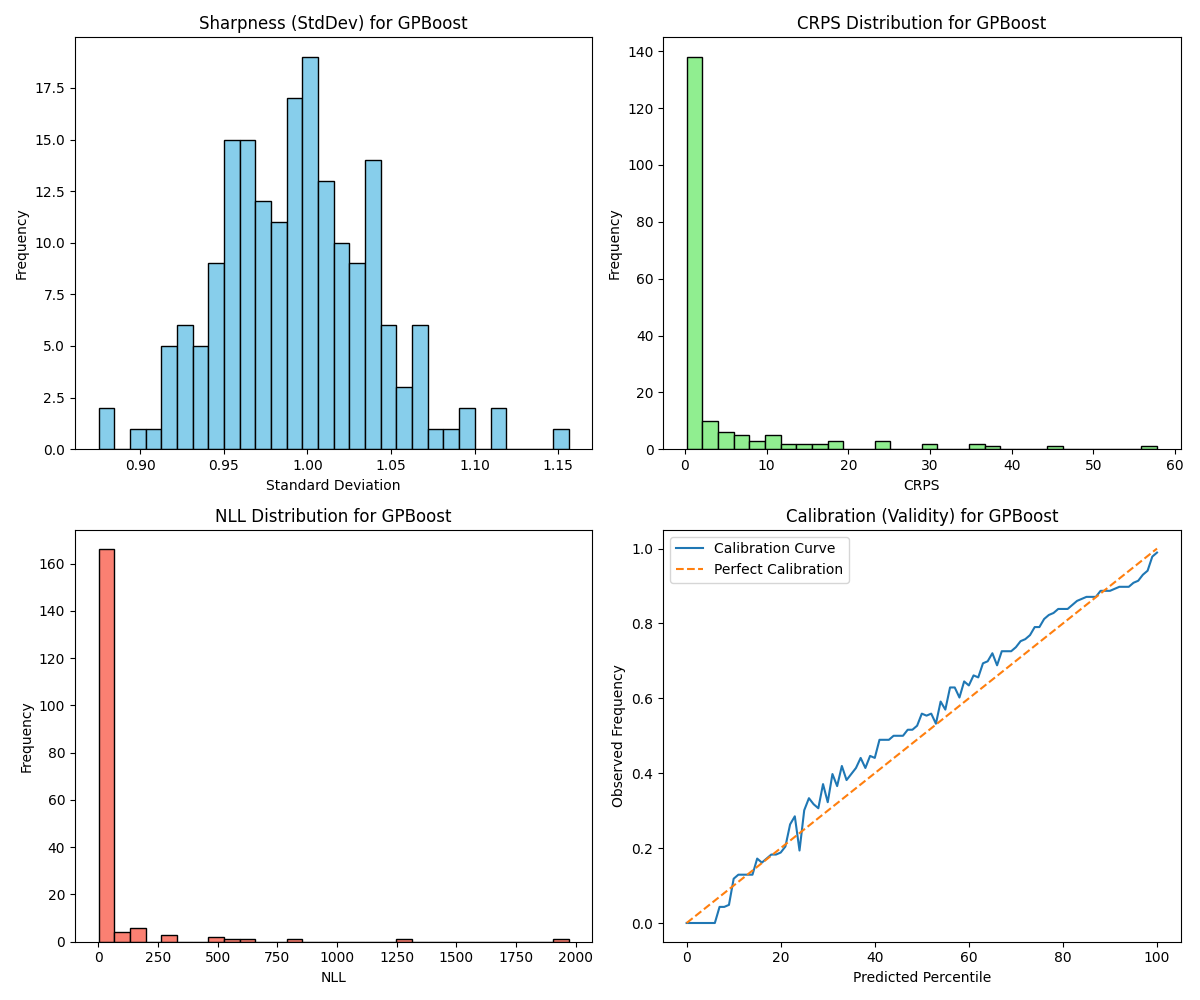 Sharpness (StdDev) for GPBoost
Frequency
17.5
15.0
12.5
10.0
7.5
5.0
2.5
0.0
0.90 0.95 1.00 1.05 1.10 1.15
Standard Deviation
CRPS Distribution for GPBoost
Frequency
140
120
100
80
60
40
20
0
0 10 20 30 40 50 60
CRPS
NLL Distribution for GPBoost
Frequency
160
140
120
100
80
60
40
20
0
0 250 500 750 1000 1250 1500 1750 2000
NLL
Calibration (Validity) for GPBoost
Calibration Curve
Perfect Calibration
Observed Frequency
1.0
0.8
0.6
0.4
0.2
0.0
0 20 40 60 80 100
Predicted Percentile